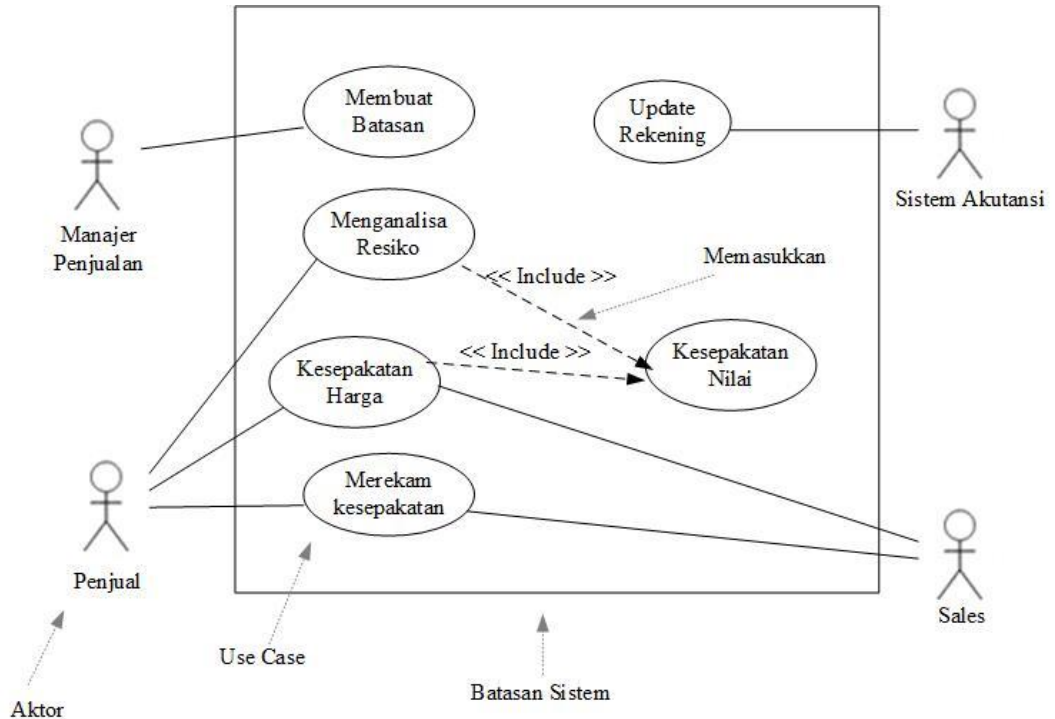 Membuat
Batasan
Update
Rekening
Manajer
Penjualan
Sistem Akutansi
Menganalisa
Resiko
Memasukkan
<< Include >>
<< Include >>
Kesepakatan
Harga
Kesepakatan
Nilai
Merekam
kesepakatan
Penjual
Sales
Use Case
Batasan Sistem
Aktor